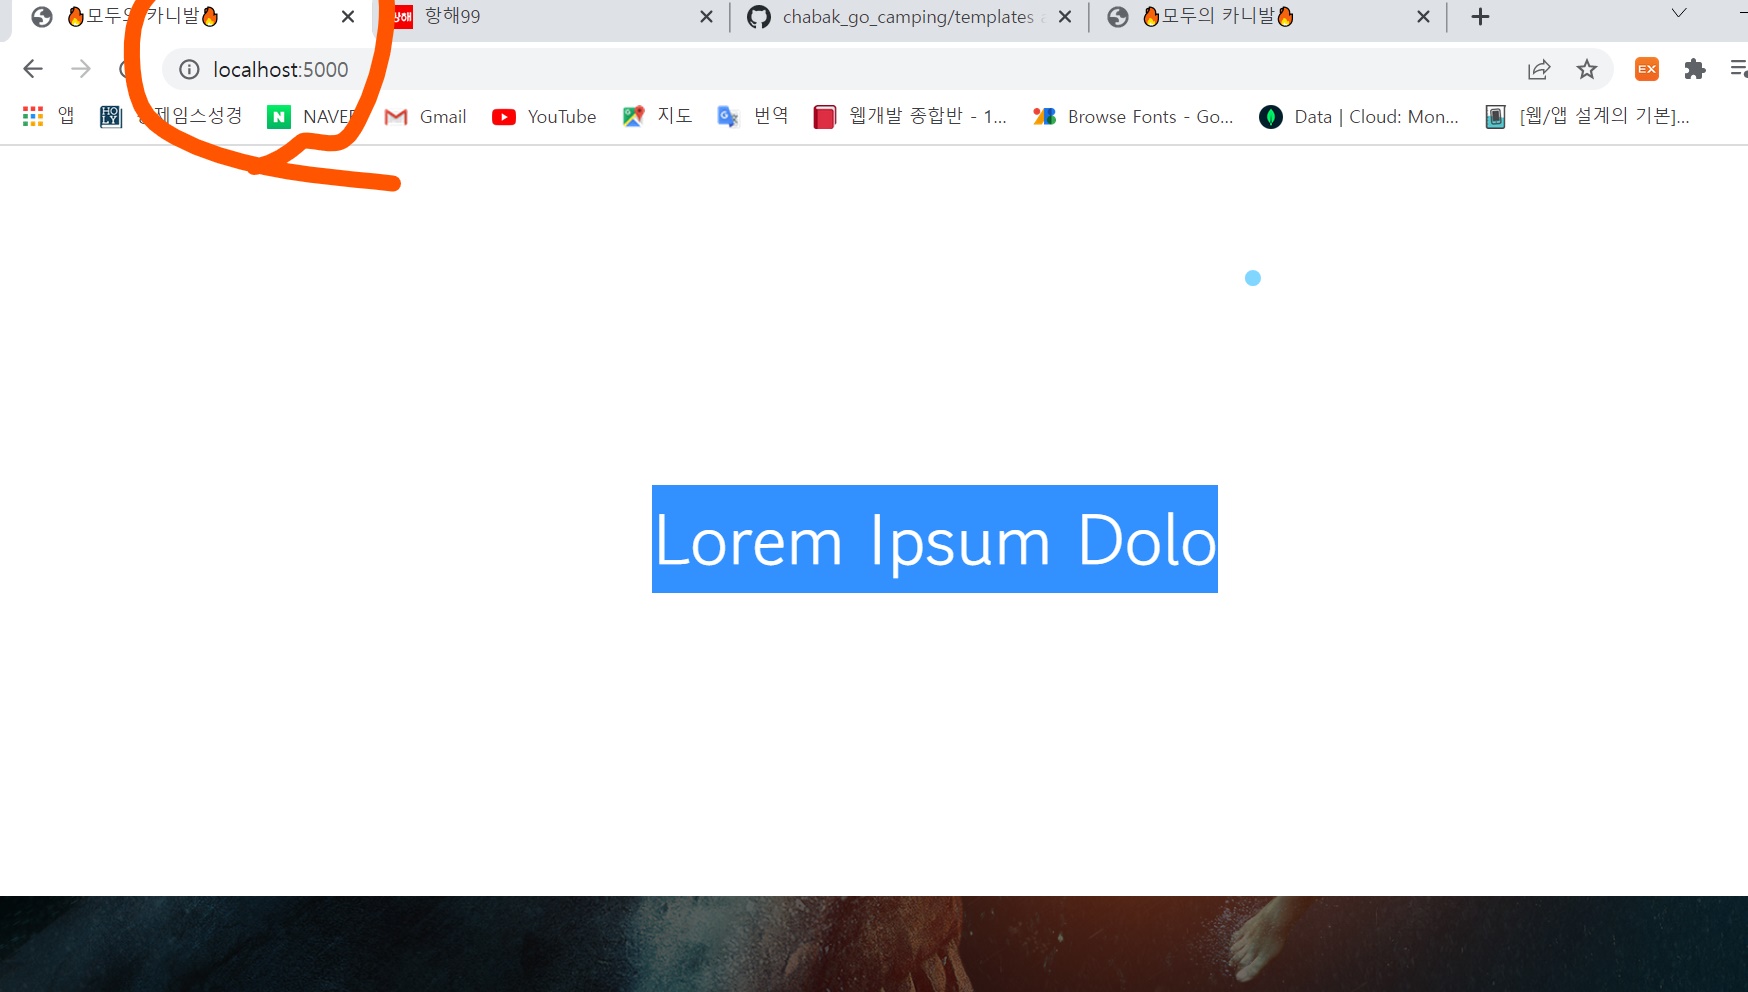 🔥모두의 카니발🔥
항해99
chabak_go_camping/templates
🔥모두의 카니발🔥
localhost:5000
앱
HOLY
제임스성경
NAVE
Gmail
YouTube
지도
번역
웹개발 종합반 - 1...
Browse Fonts - Go...
Data | Cloud: Mon...
[웹/앱 설계의 기본]...
EX
Lorem Ipsum Dolo